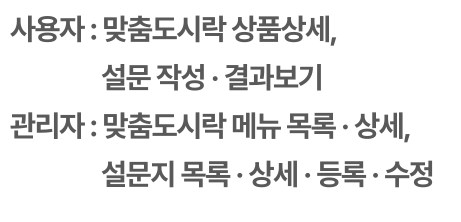 사용자 : 맞춤도시락 상품상세,
설문 작성 · 결과보기
관리자 : 맞춤도시락 메뉴 목록 · 상세,
설문지 목록 · 상세 · 등록 · 수정